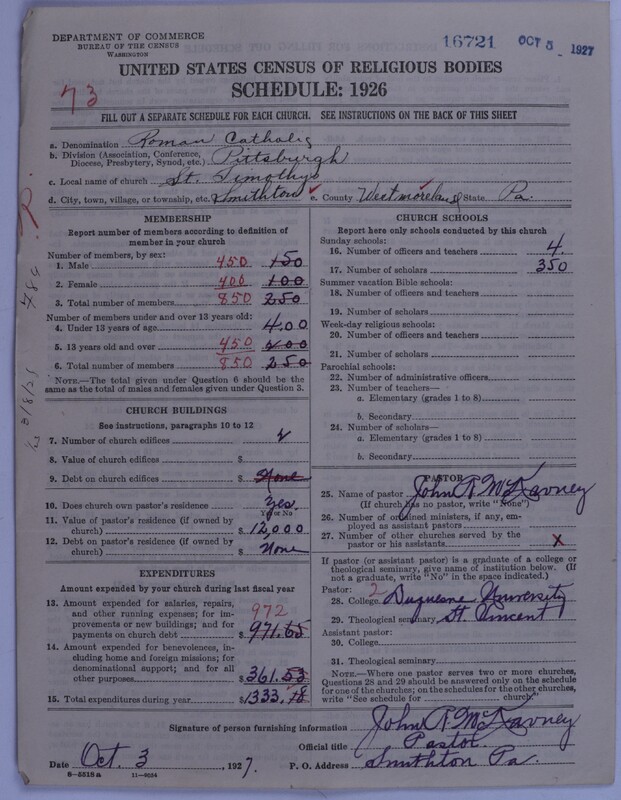 DEPARTMENT OF COMMERCE
BUREAU OF THE CENSUS
WASHINGTON
16721 OCT 5 - 1927
UNITED STATES CENSUS OF RELIGIOUS BODIES
SCHEDULE: 1926
73
FILL OUT A SEPARATE SCHEDULE FOR EACH CHURCH. SEE INSTRUCTIONS ON THE BACK OF THIS SHEET
a. Denomination Roman Catholic
b. Division (Association, Conference, Diocese, Presbytery, Synod, etc.) Pittsburgh
c. Local name of church St. Timothys
d. City, town, village, or township, etc. Smithton e. County Westmoreland State Pa.
MEMBERSHIP
Report number of members according to definition of member in your church
Number of members, by sex:
1. Male 450 150
2. Female 400 100
3. Total number of members 850 250
Number of members under and over 13 years old:
4. Under 13 years of age 400
5. 13 years old and over 450
6. Total number of members 850 250
NOTE.—The total given under Question 6 should be the same as the total of males and females given under Question 3.
CHURCH BUILDINGS
See instructions, paragraphs 10 to 12
7. Number of church edifices
8. Value of church edifices $
9. Debt on church edifices $ None
10. Does church own pastor's residence Yes.
Yes or No
11. Value of pastor's residence (if owned by church) $ 12,000
12. Debt on pastor's residence (if owned by church) $ None
EXPENDITURES
Amount expended by your church during last fiscal year
13. Amount expended for salaries, repairs, and other running expenses; for improvements or new buildings; and for payments on church debt $ 972 971.65
14. Amount expended for benevolences, including home and foreign missions; for denominational support; and for all other purposes $ 361.53
15. Total expenditures during year $ 1333.18
CHURCH SCHOOLS
Report here only schools conducted by this church
Sunday schools:
16. Number of officers and teachers 4.
17. Number of scholars 350
Summer vacation Bible schools:
18. Number of officers and teachers
19. Number of scholars
Week-day religious schools:
20. Number of officers and teachers
21. Number of scholars
Parochial schools:
22. Number of administrative officers
23. Number of teachers—
a. Elementary (grades 1 to 8)
b. Secondary
24. Number of scholars—
a. Elementary (grades 1 to 8)
b. Secondary
PASTOR
25. Name of pastor John R. McKavney
(If church has no pastor, write "None")
26. Number of ordained ministers, if any, employed as assistant pastors
27. Number of other churches served by the pastor or his assistants x
If pastor (or assistant pastor) is a graduate of a college or theological seminary, give name of institution below. (If not a graduate, write "No" in the space indicated.)
Pastor: 2
28. College Duquesne University
29. Theological seminary St. Vincent
Assistant pastor:
30. College
31. Theological seminary
NOTE.—Where one pastor serves two or more churches, Questions 28 and 29 should be answered only on the schedule for one of the churches; on the schedules for the other churches, write "See schedule for church."
Signature of person furnishing information John R. McKavney
Official title Pastor
Date Oct. 3, 1927. P. O. Address Smithton Pa.
8-5518a 11-9034